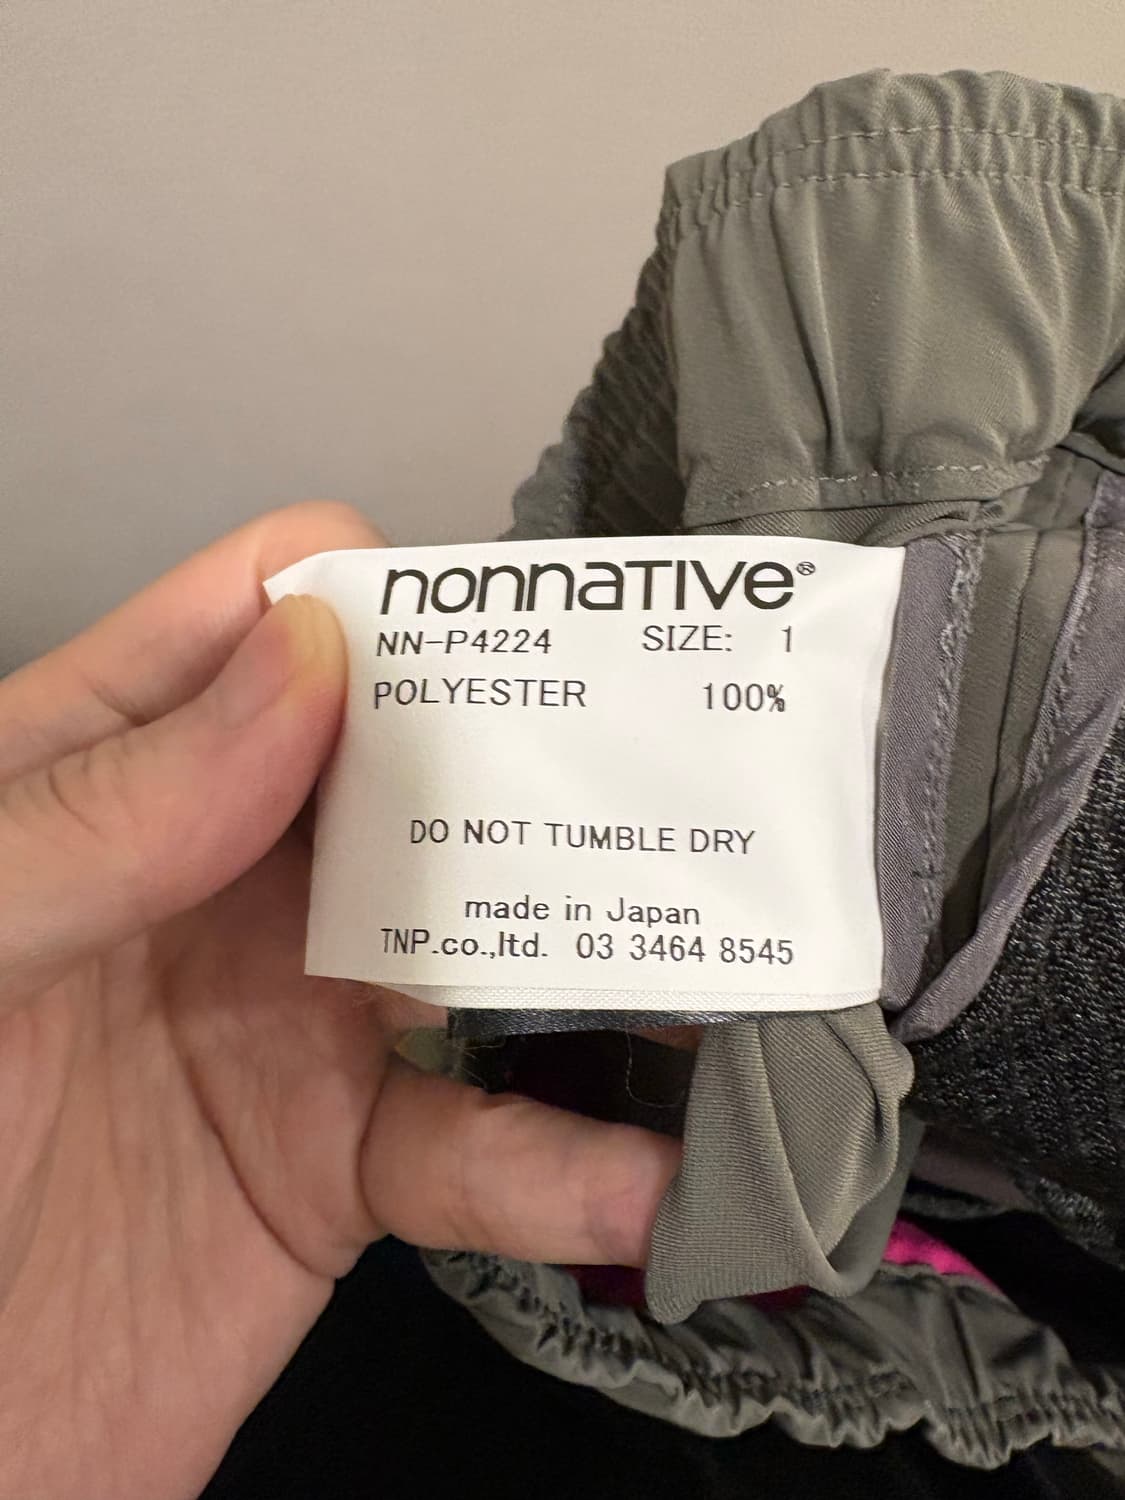 nonnaTIVe®
NN-P4224 SIZE: 1
POLYESTER 100%
DO NOT TUMBLE DRY
made in Japan
TNP.co.,ltd. 03 3464 8545